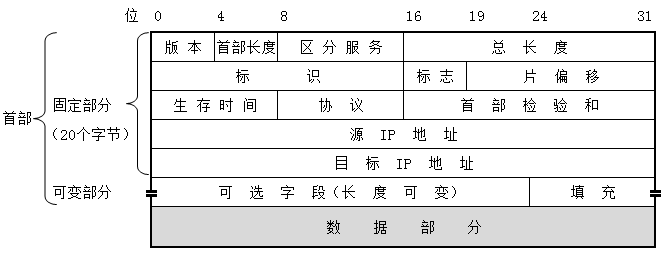 位 0 4 8 16 19 24 31
版本 首部长度 区分服务 总长度
标识 标志 片偏移
生存时间 协议 首部检验和
源 IP 地址
目标 IP 地址
可选字段(长度可变) 填充
数据部分
首部
固定部分
(20个字节)
可变部分